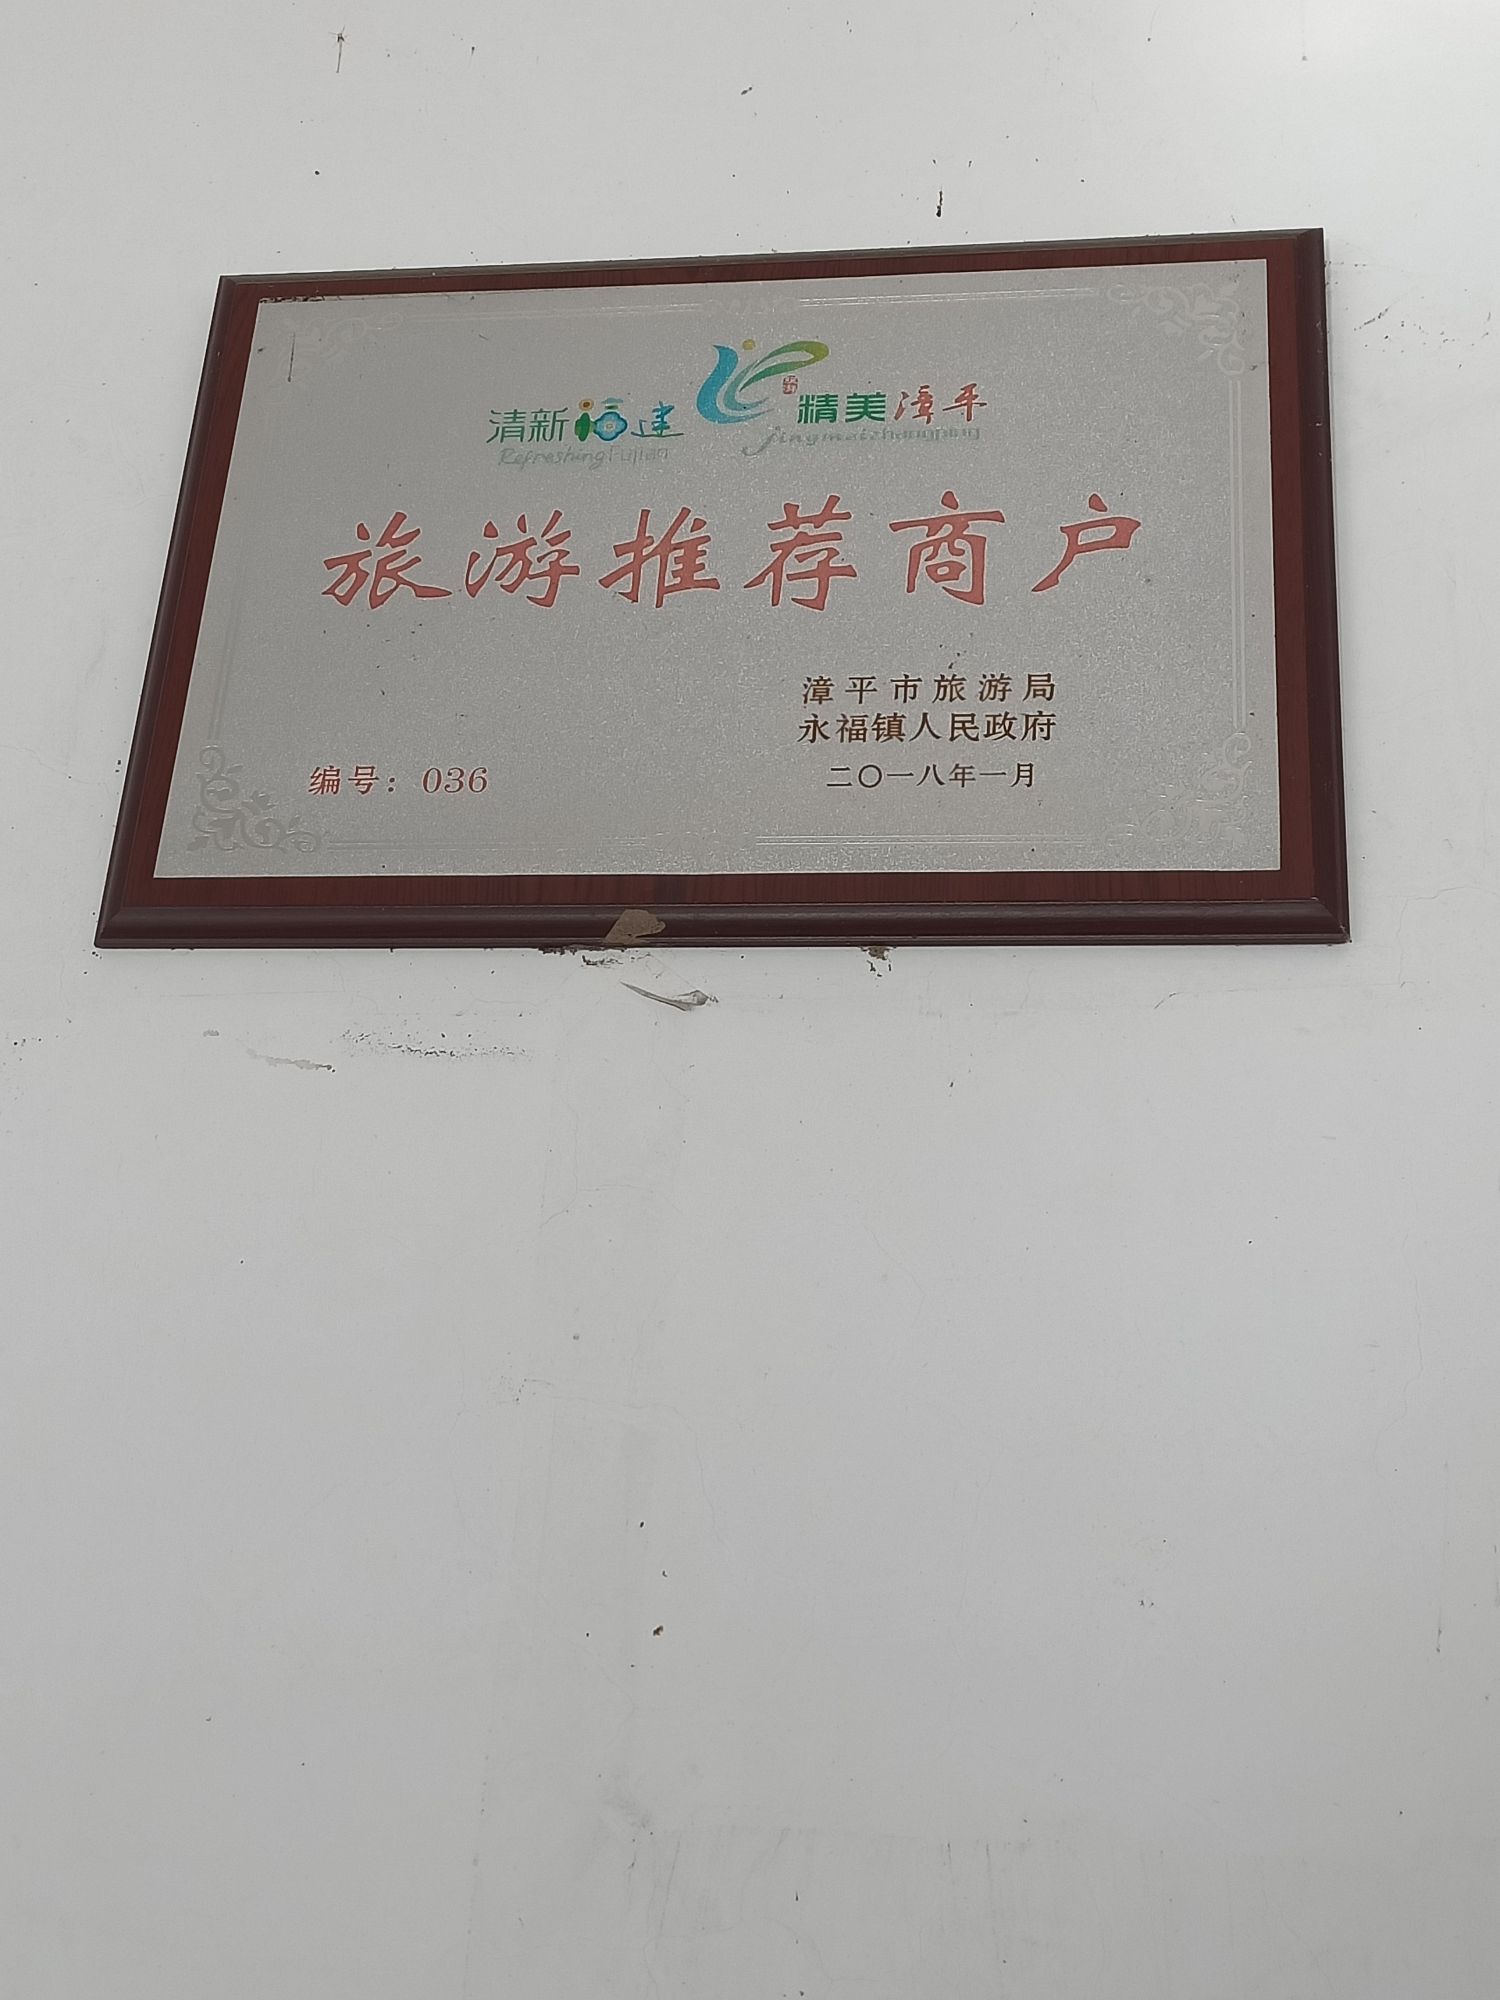 清新福建 精美漳平
Refreshing Fujian jingmeizhangping
旅游推荐商户
漳平市旅游局
永福镇人民政府
编号：036 二〇一八年一月